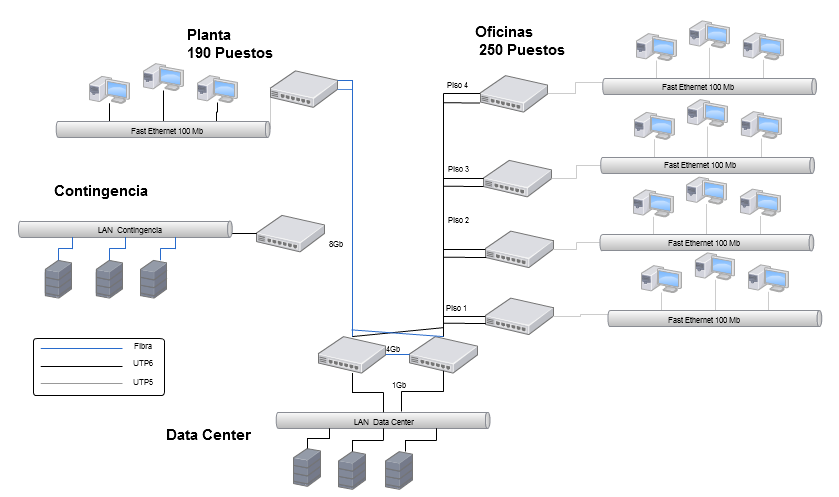 Planta
190 Puestos
Fast Ethernet 100 Mb
Oficinas
250 Puestos
Piso 4
Fast Ethernet 100 Mb
Piso 3
Fast Ethernet 100 Mb
Piso 2
Fast Ethernet 100 Mb
Piso 1
Fast Ethernet 100 Mb
Contingencia
LAN Contingencia
8Gb
Fibra
UTP6
UTP5
4Gb
1Gb
LAN Data Center
Data Center